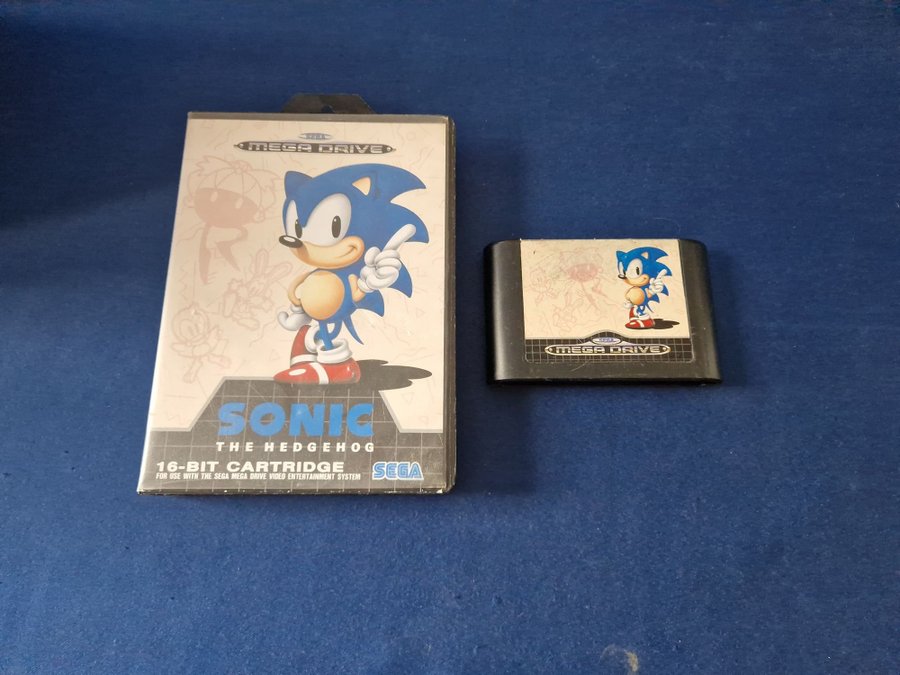 SEGA
MEGA DRIVE
SONIC
THE HEDGEHOG
16-BIT CARTRIDGE
FOR USE WITH THE SEGA MEGA DRIVE VIDEO ENTERTAINMENT SYSTEM
SEGA
SEGA
MEGA DRIVE